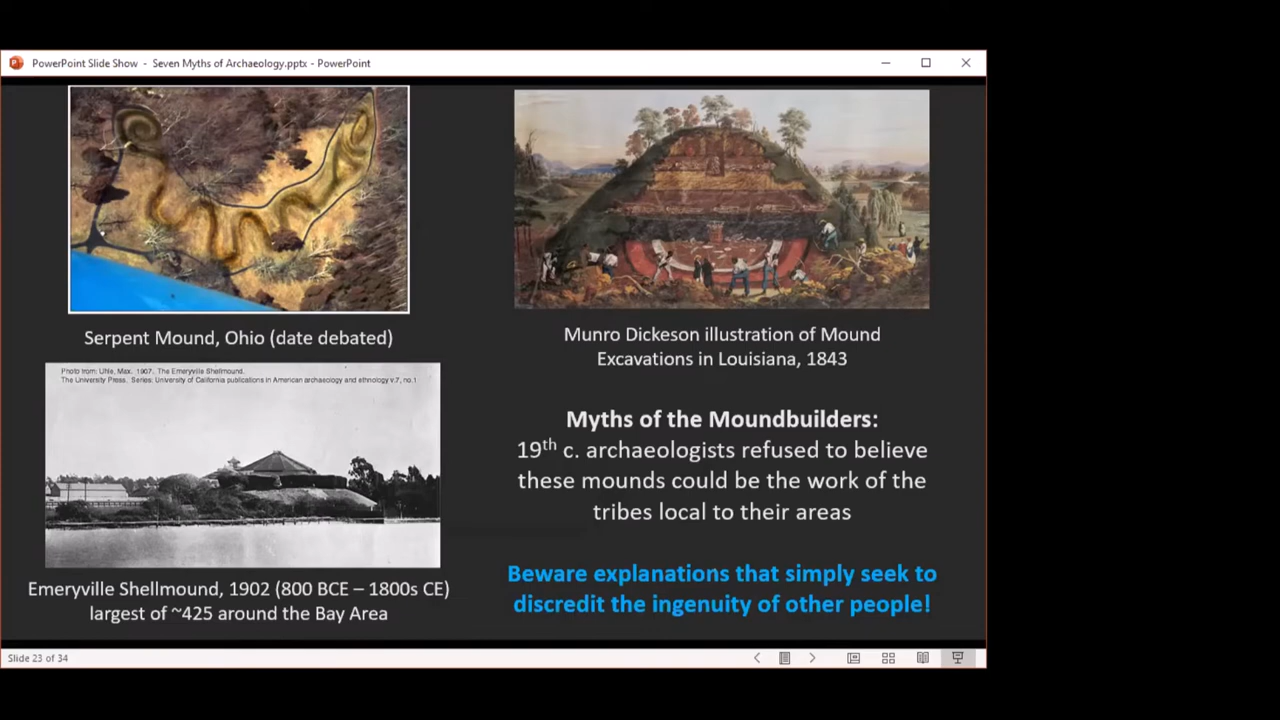 PowerPoint Slide Show - Seven Myths of Archaeology.pptx - PowerPoint
Serpent Mound, Ohio (date debated)
Photo from: Uhle, Max. 1907. The Emeryville Shellmound.
The University Press. Series: University of California publications in American archaeology and ethnology v.7, no.1
Emeryville Shellmound, 1902 (800 BCE – 1800s CE)
largest of ~425 around the Bay Area
Munro Dickeson illustration of Mound
Excavations in Louisiana, 1843
Myths of the Moundbuilders:
19th c. archaeologists refused to believe
these mounds could be the work of the
tribes local to their areas
Beware explanations that simply seek to
discredit the ingenuity of other people!
Slide 23 of 34